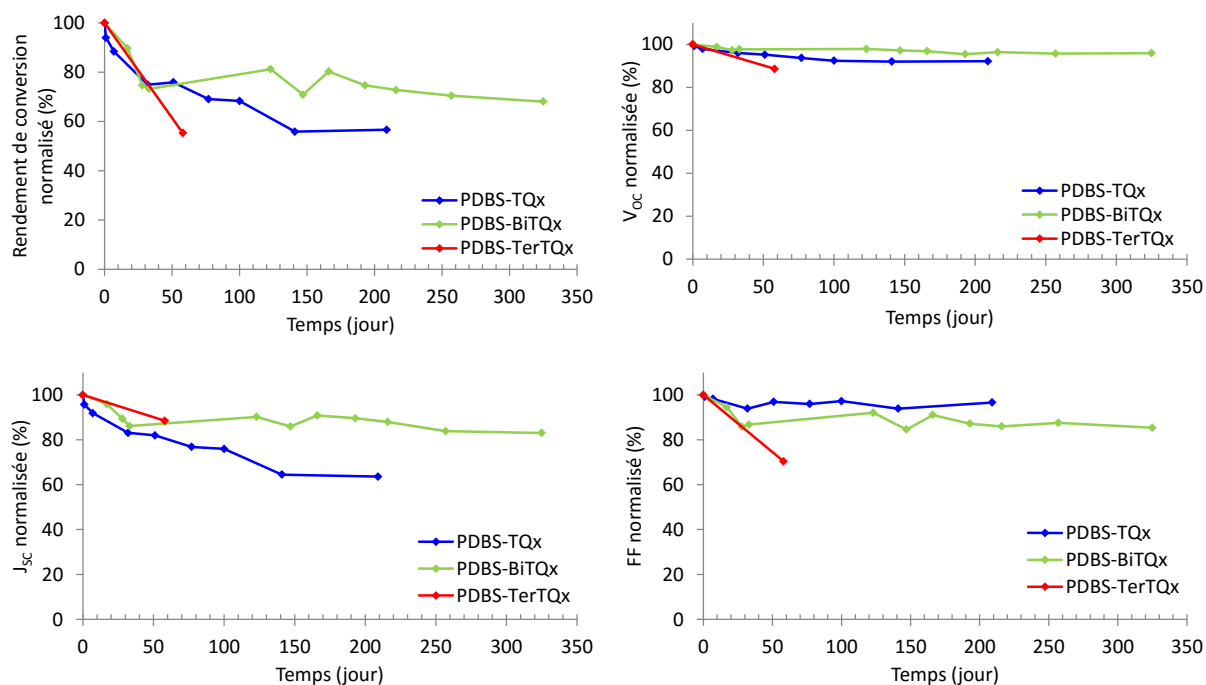 Rendement de conversion
normalisé (%)
100
80
60
40
20
0
0 50 100 150 200 250 300 350
Temps (jour)
PDBS-TQx
PDBS-BiTQx
PDBS-TerTQx
V_OC normalisée (%)
100
80
60
40
20
0
0 50 100 150 200 250 300 350
Temps (jour)
PDBS-TQx
PDBS-BiTQx
PDBS-TerTQx
J_SC normalisée (%)
100
80
60
40
20
0
0 50 100 150 200 250 300 350
Temps (jour)
PDBS-TQx
PDBS-BiTQx
PDBS-TerTQx
FF normalisé (%)
100
80
60
40
20
0
0 50 100 150 200 250 300 350
Temps (jour)
PDBS-TQx
PDBS-BiTQx
PDBS-TerTQx